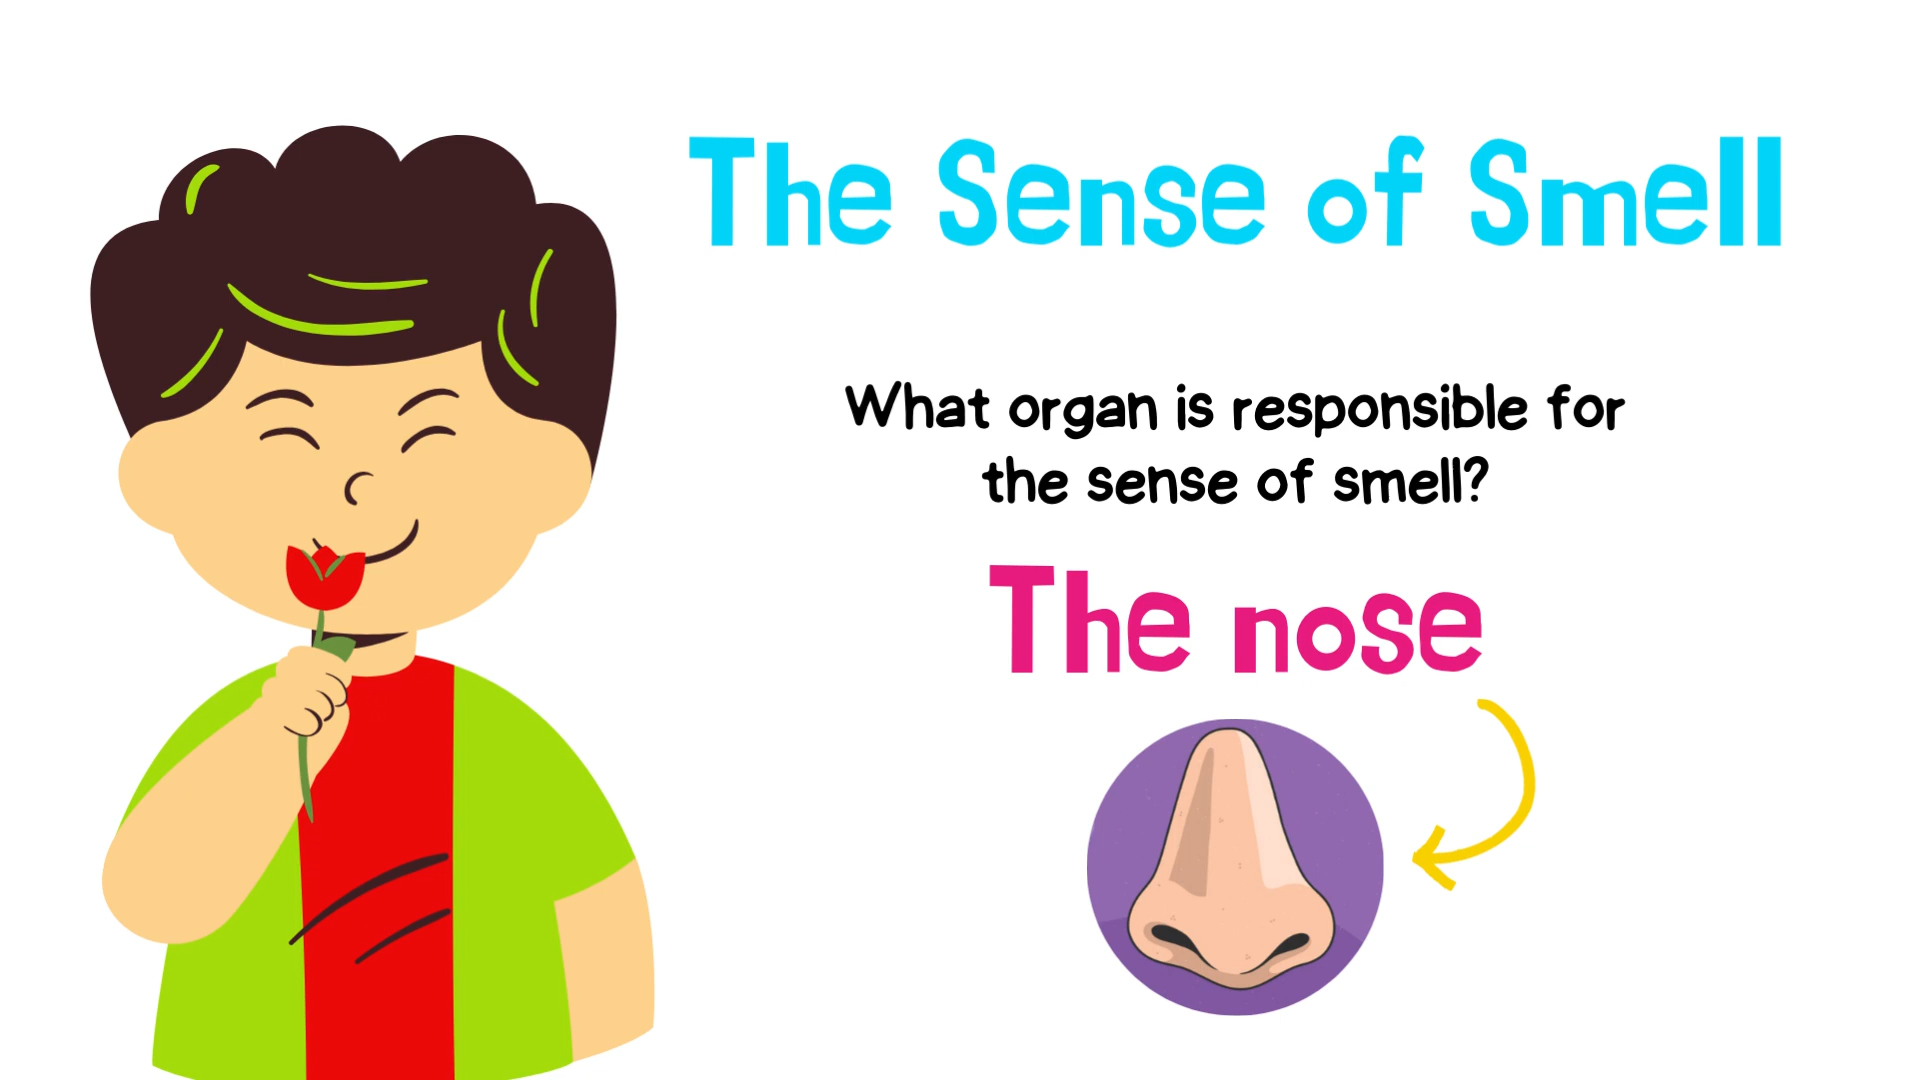 The Sense of Smell
What organ is responsible for
the sense of smell?
The nose